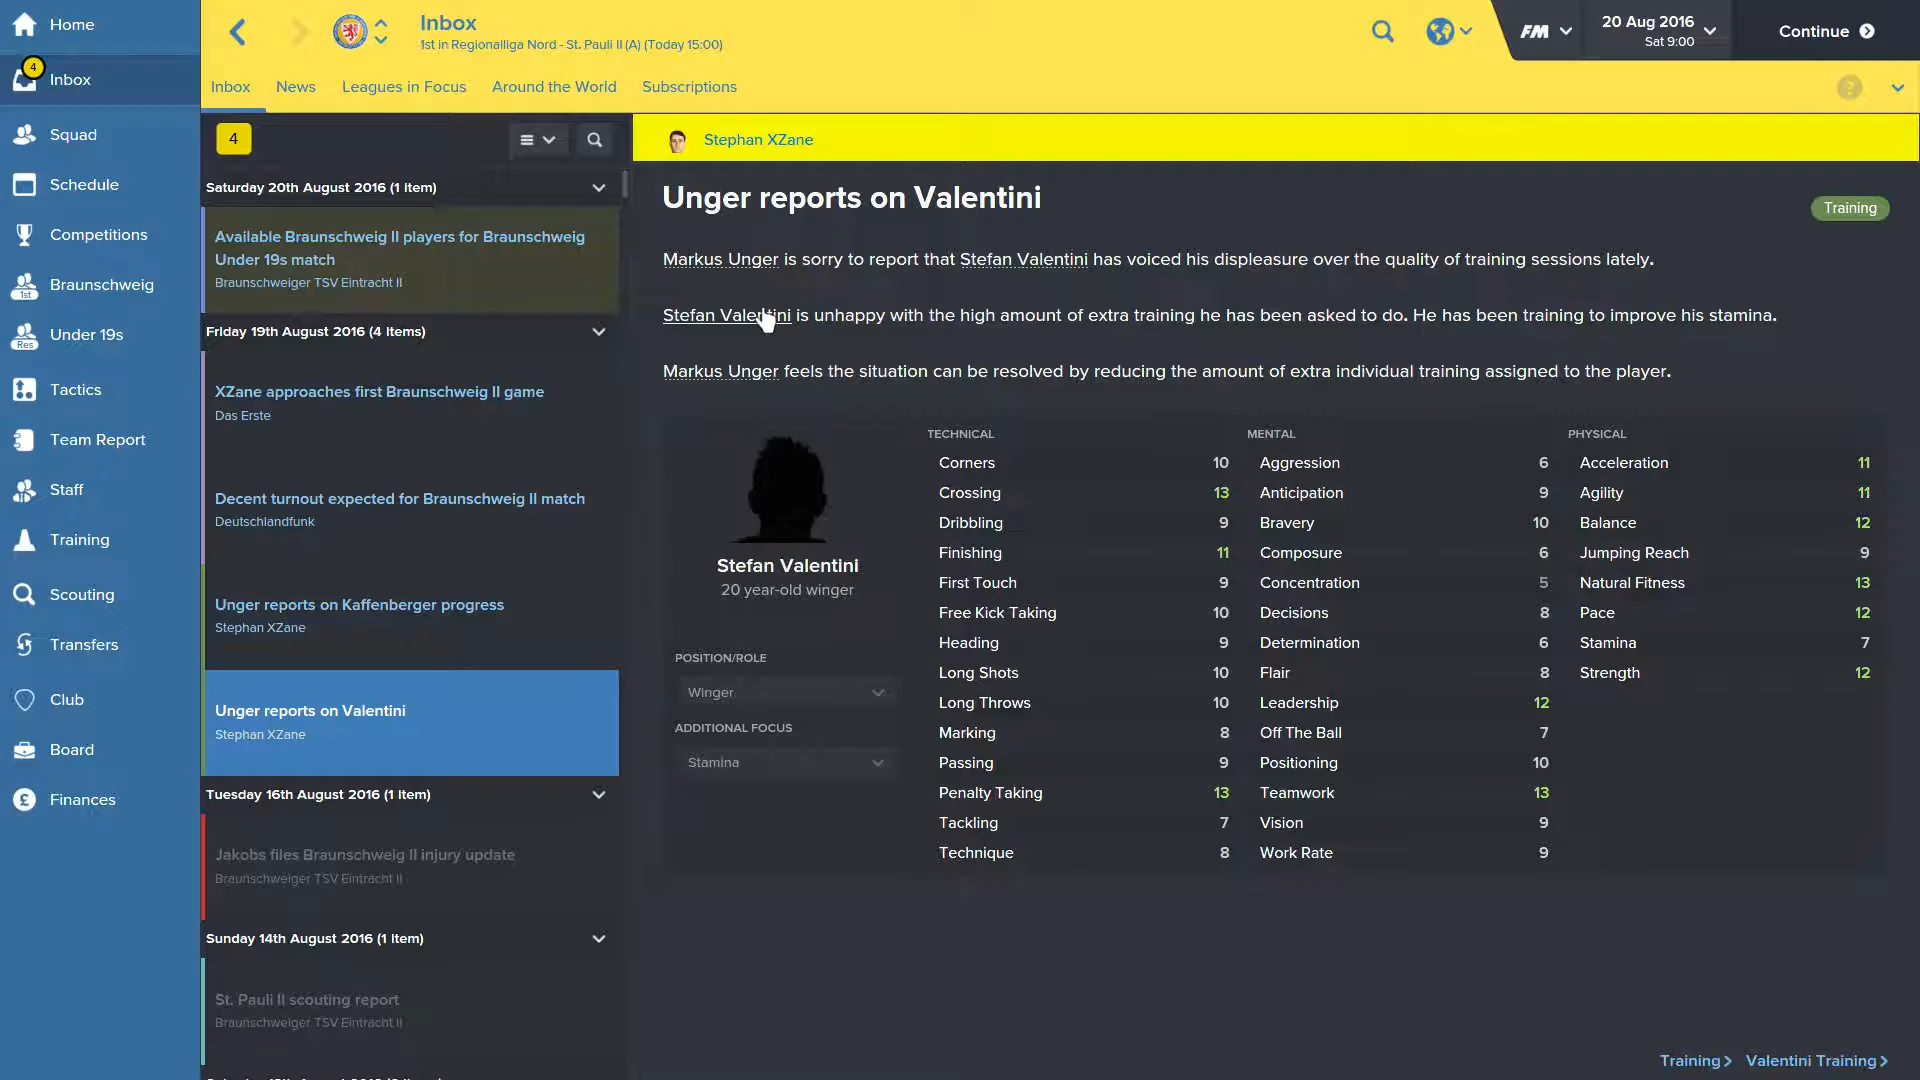 Home
4
Inbox
Squad
Schedule
Competitions
1st
Braunschweig
Res
Under 19s
Tactics
Team Report
Staff
Training
Scouting
Transfers
Club
Board
£
Finances
Inbox
1st in Regionalliga Nord - St. Pauli II (A) (Today 15:00)
FM
20 Aug 2016
Sat 9:00
Continue
Inbox
News
Leagues in Focus
Around the World
Subscriptions
?
4
Saturday 20th August 2016 (1 Item)
Available Braunschweig II players for Braunschweig
Under 19s match
Braunschweiger TSV Eintracht II
Friday 19th August 2016 (4 Items)
XZane approaches first Braunschweig II game
Das Erste
Decent turnout expected for Braunschweig II match
Deutschlandfunk
Unger reports on Kaffenberger progress
Stephan XZane
Unger reports on Valentini
Stephan XZane
Tuesday 16th August 2016 (1 Item)
Jakobs files Braunschweig II injury update
Braunschweiger TSV Eintracht II
Sunday 14th August 2016 (1 Item)
St. Pauli II scouting report
Braunschweiger TSV Eintracht II
Stephan XZane
Unger reports on Valentini
Training
Markus Unger is sorry to report that Stefan Valentini has voiced his displeasure over the quality of training sessions lately.
Stefan Valentini is unhappy with the high amount of extra training he has been asked to do. He has been training to improve his stamina.
Markus Unger feels the situation can be resolved by reducing the amount of extra individual training assigned to the player.
Stefan Valentini
20 year-old winger
POSITION/ROLE
Winger
ADDITIONAL FOCUS
Stamina
TECHNICAL
Corners 10
Crossing 13
Dribbling 9
Finishing 11
First Touch 9
Free Kick Taking 10
Heading 9
Long Shots 10
Long Throws 10
Marking 8
Passing 9
Penalty Taking 13
Tackling 7
Technique 8
MENTAL
Aggression 6
Anticipation 9
Bravery 10
Composure 6
Concentration 5
Decisions 8
Determination 6
Flair 8
Leadership 12
Off The Ball 7
Positioning 10
Teamwork 13
Vision 9
Work Rate 9
PHYSICAL
Acceleration 11
Agility 11
Balance 12
Jumping Reach 9
Natural Fitness 13
Pace 12
Stamina 7
Strength 12
Training
Valentini Training